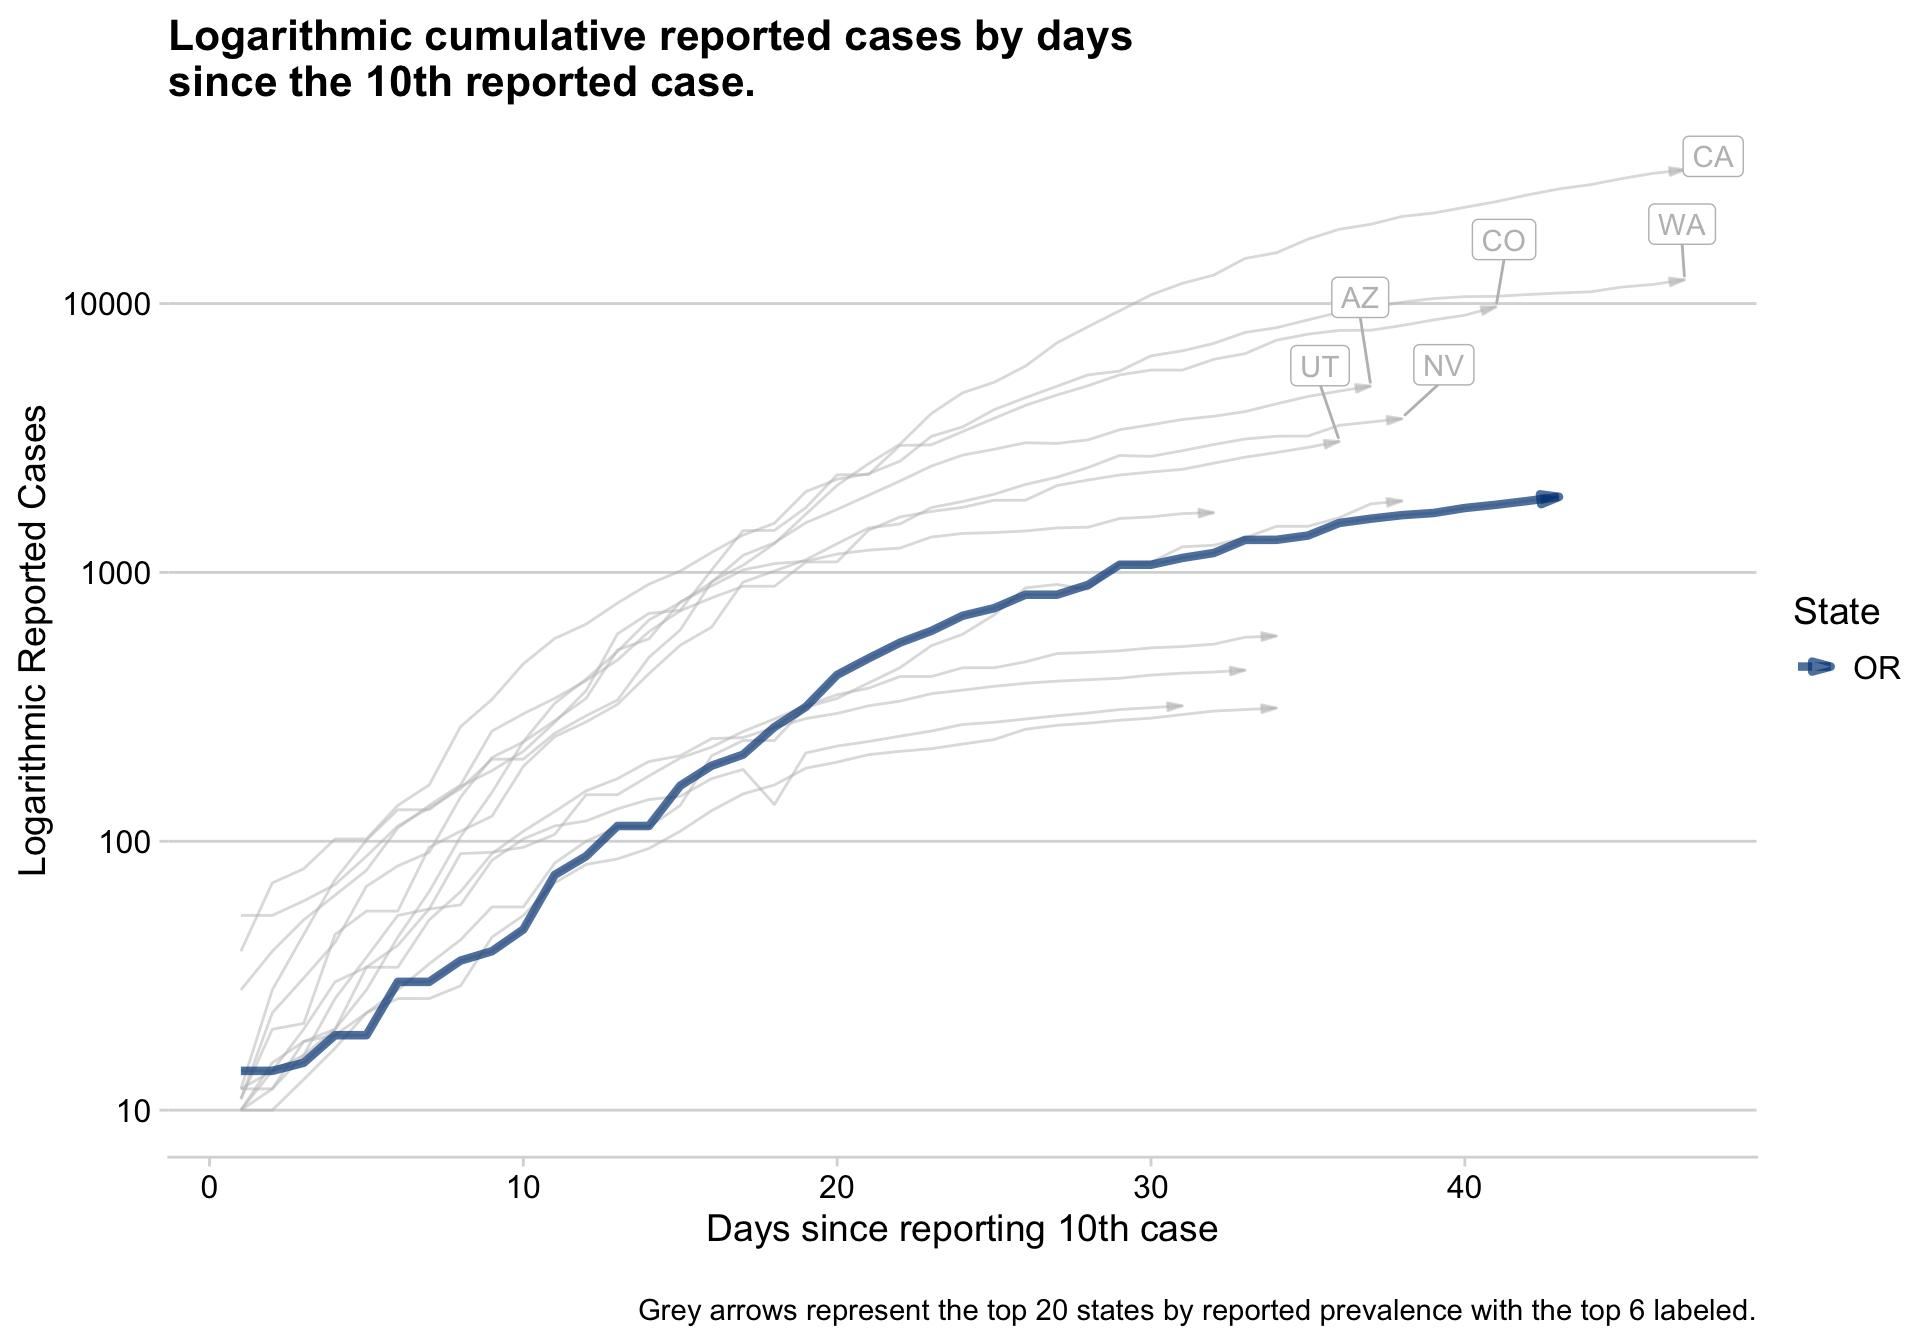 Logarithmic cumulative reported cases by days
since the 10th reported case.
CA
WA
CO
AZ
UT
NV
10000
1000
100
10
Logarithmic Reported Cases
State
OR
0
10
20
30
40
Days since reporting 10th case
Grey arrows represent the top 20 states by reported prevalence with the top 6 labeled.